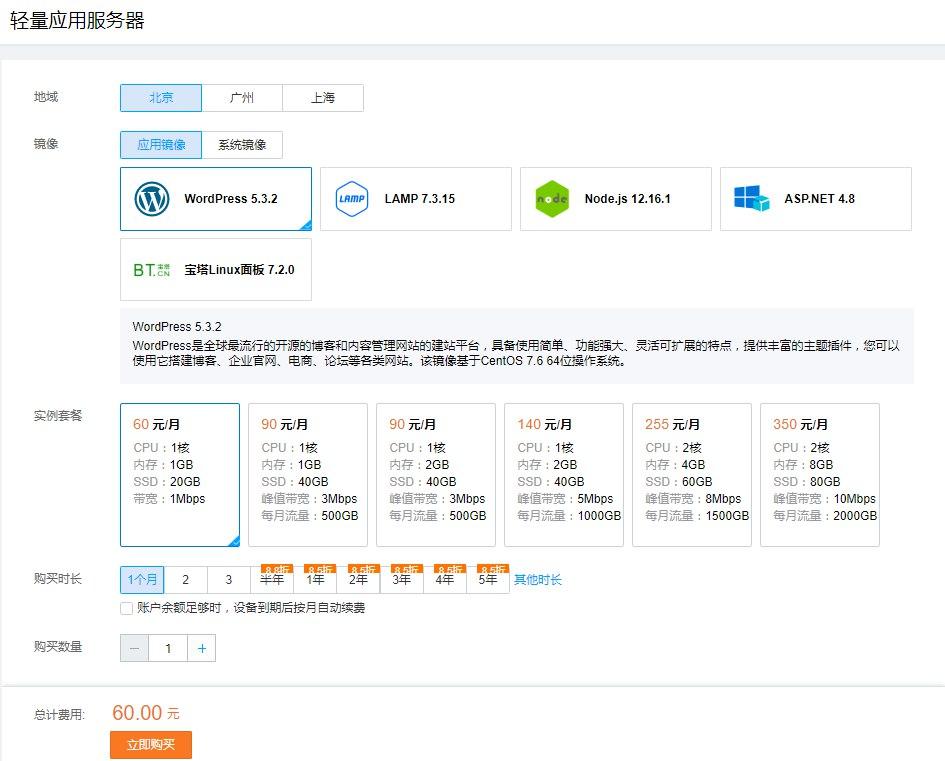 轻量应用服务器
地域 北京 广州 上海
镜像 应用镜像 系统镜像
WordPress 5.3.2 LAMP LAMP 7.3.15 node Node.js 12.16.1 ASP.NET 4.8
BT.CN 宝塔 宝塔Linux面板 7.2.0
WordPress 5.3.2
WordPress是全球最流行的开源的博客和内容管理网站的建站平台，具备使用简单、功能强大、灵活可扩展的特点，提供丰富的主题插件，您可以
使用它搭建博客、企业官网、电商、论坛等各类网站。该镜像基于CentOS 7.6 64位操作系统。
实例套餐
60 元/月
CPU：1核
内存：1GB
SSD：20GB
带宽：1Mbps
90 元/月
CPU：1核
内存：1GB
SSD：40GB
峰值带宽：3Mbps
每月流量：500GB
90 元/月
CPU：1核
内存：2GB
SSD：40GB
峰值带宽：3Mbps
每月流量：500GB
140 元/月
CPU：1核
内存：2GB
SSD：40GB
峰值带宽：5Mbps
每月流量：1000GB
255 元/月
CPU：2核
内存：4GB
SSD：60GB
峰值带宽：8Mbps
每月流量：1500GB
350 元/月
CPU：2核
内存：8GB
SSD：80GB
峰值带宽：10Mbps
每月流量：2000GB
8.8折 8.5折 8.5折 8.5折 8.5折 8.5折
购买时长 1个月 2 3 半年 1年 2年 3年 4年 5年 其他时长
账户余额足够时，设备到期后按月自动续费
购买数量 － 1 +
总计费用: 60.00 元
立即购买